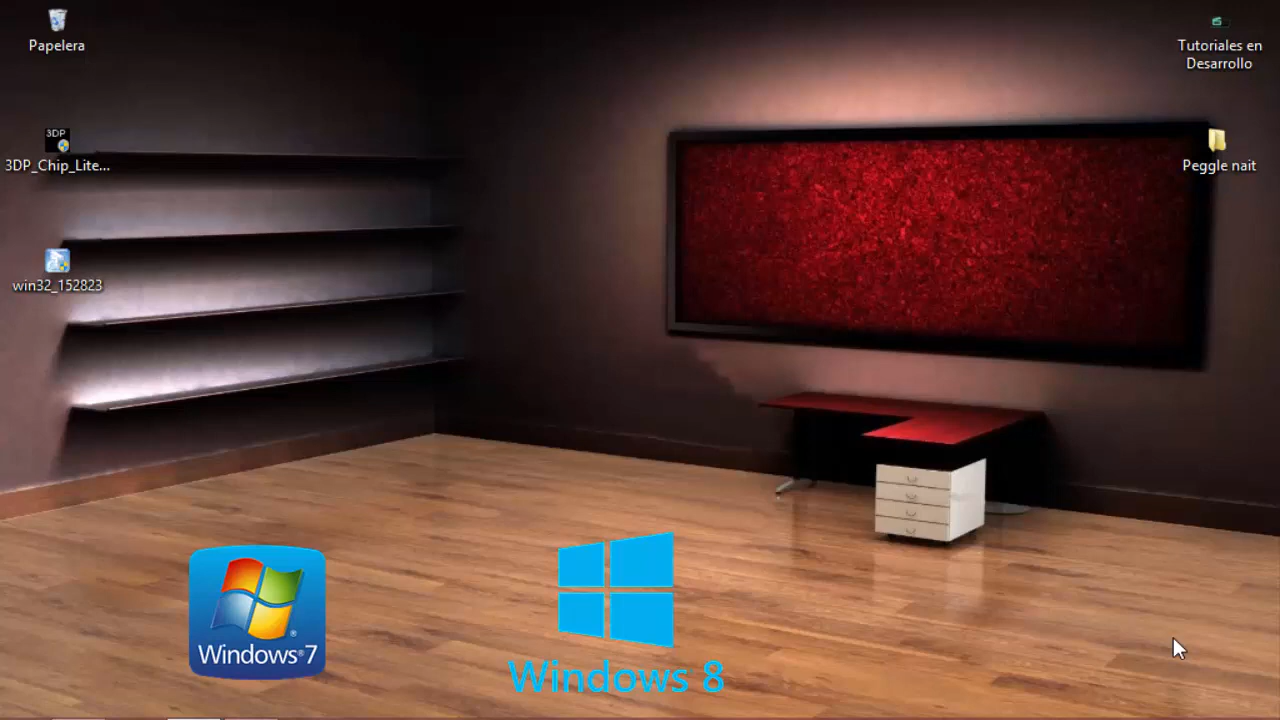 Papelera
Tutoriales en
Desarrollo
3DP
3DP_Chip_Lite...
Peggle nait
win32_152823
Windows®7
Windows 8